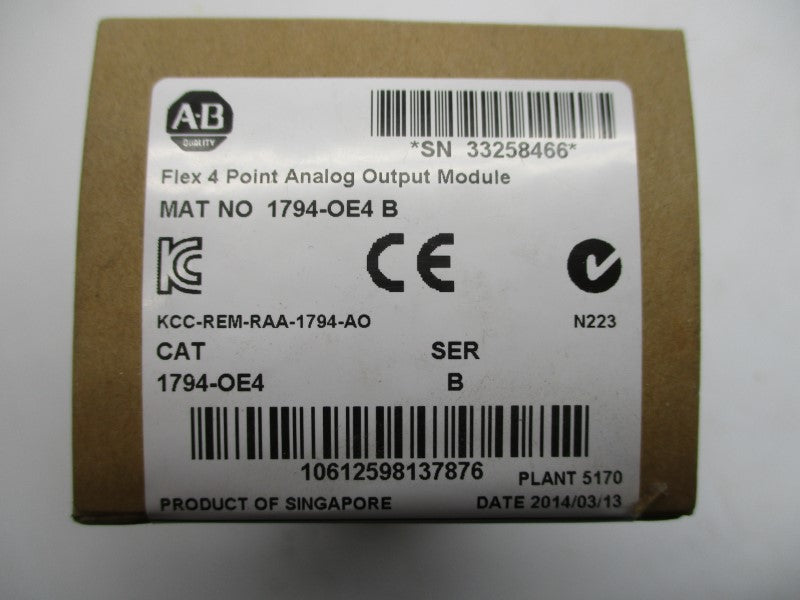 A-B
QUALITY
*SN 33258466*
Flex 4 Point Analog Output Module
MAT NO 1794-OE4 B
KC
CE
KCC-REM-RAA-1794-AO
N223
CAT
SER
1794-OE4
B
10612598137876
PLANT 5170
PRODUCT OF SINGAPORE
DATE 2014/03/13